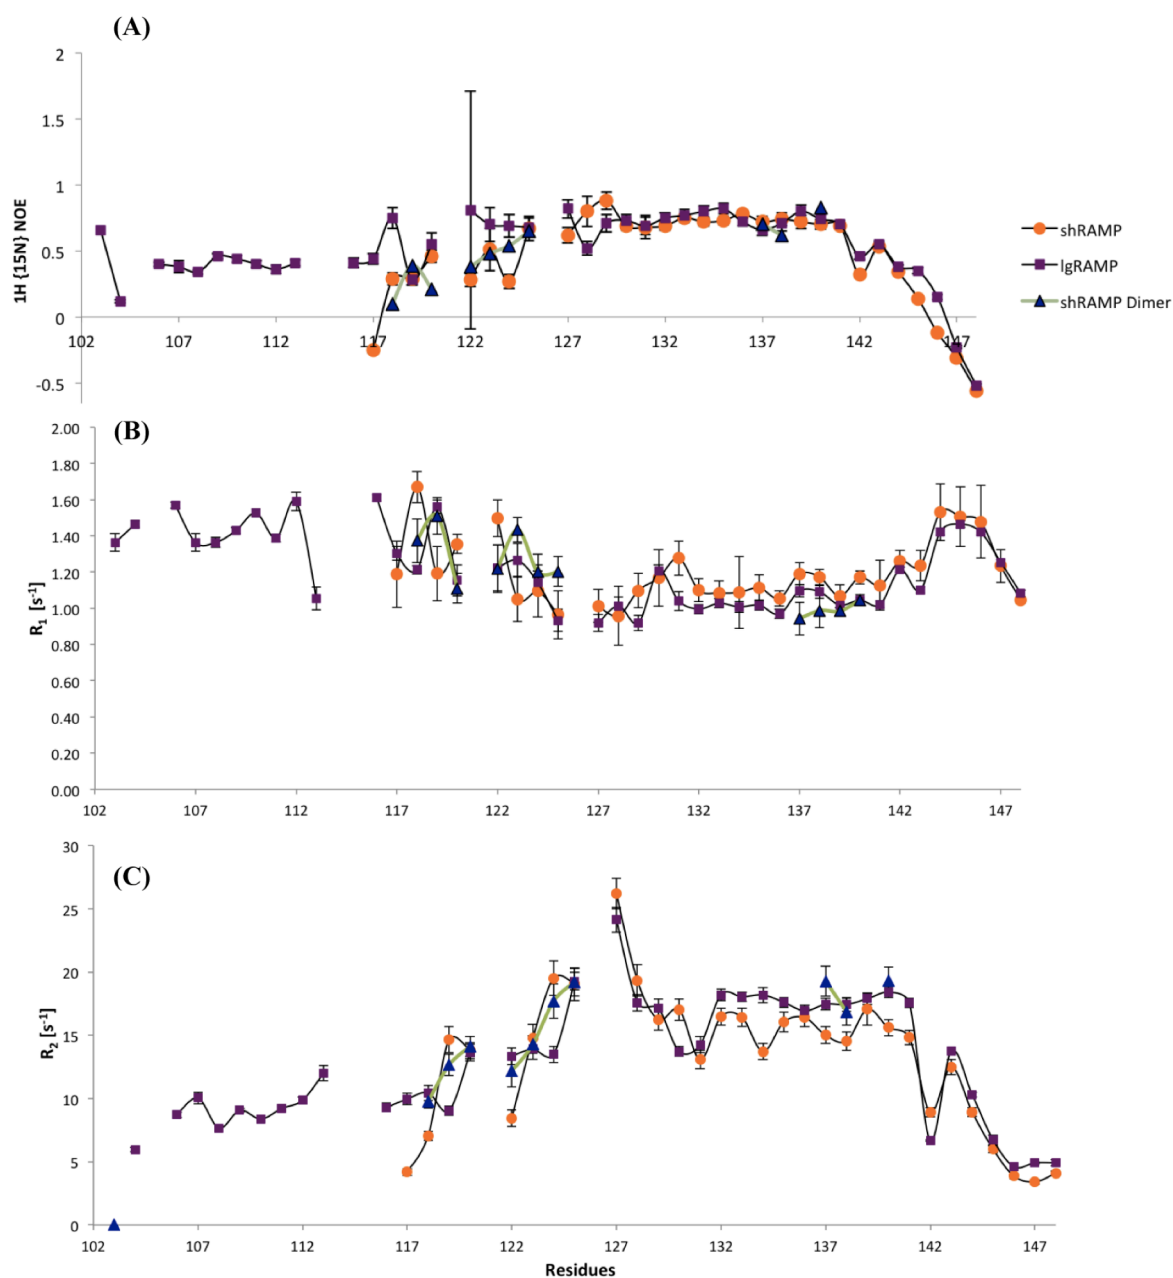 (A)
2
1.5
1
0.5
0
-0.5
1H {15N} NOE
102 107 112 117 122 127 132 137 142 147
shRAMP
lgRAMP
shRAMP Dimer
(B)
2.00
1.80
1.60
1.40
1.20
1.00
0.80
0.60
0.40
0.20
0.00
R1 [s-1]
102 107 112 117 122 127 132 137 142 147
(C)
30
25
20
15
10
5
0
R2 [s-1]
102 107 112 117 122 127 132 137 142 147
Residues